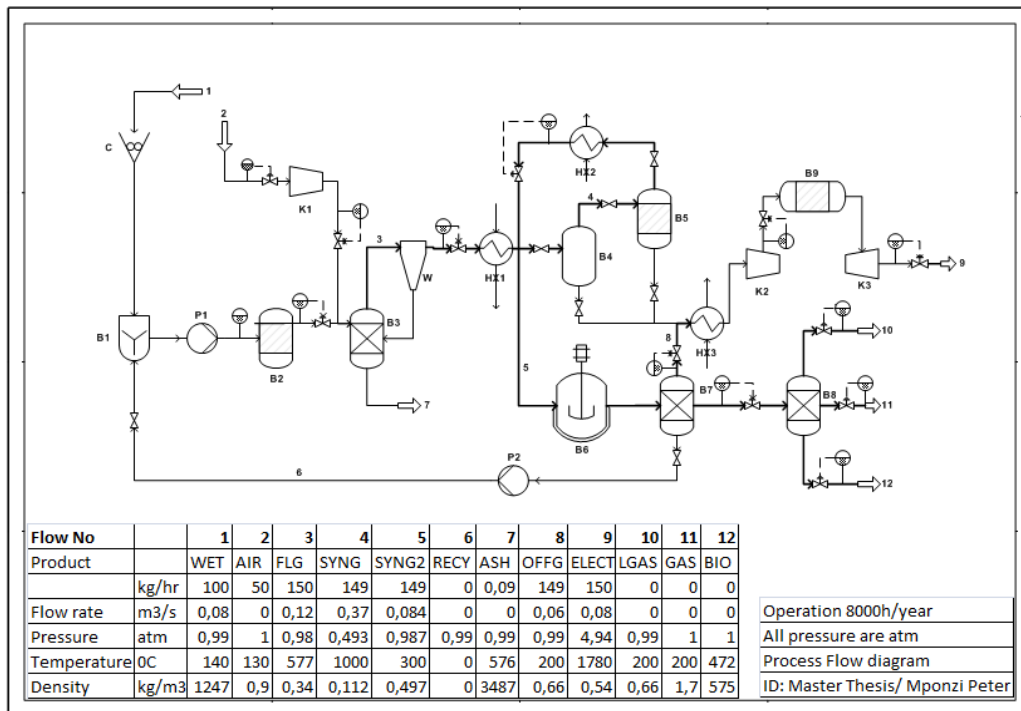 1
2
C
K1
HX2
B9
3
4
B5
W
HX1
B4
K2
K3
9
P1
B3
10
B1
8
HX3
B2
5
B7
B8
11
7
B6
P2
12
6
Flow No 1 2 3 4 5 6 7 8 9 10 11 12
Product WET AIR FLG SYNG SYNG2 RECY ASH OFFG ELECT LGAS GAS BIO
kg/hr 100 50 150 149 149 0 0,09 149 150 0 0 0
Flow rate m3/s 0,08 0 0,12 0,37 0,084 0 0 0,06 0,08 0 0 0
Pressure atm 0,99 1 0,98 0,493 0,987 0,99 0,99 0,99 4,94 0,99 1 1
Temperature 0C 140 130 577 1000 300 0 576 200 1780 200 200 472
Density kg/m3 1247 0,9 0,34 0,112 0,497 0 3487 0,66 0,54 0,66 1,7 575
Operation 8000h/year
All pressure are atm
Process Flow diagram
ID: Master Thesis/ Mponzi Peter